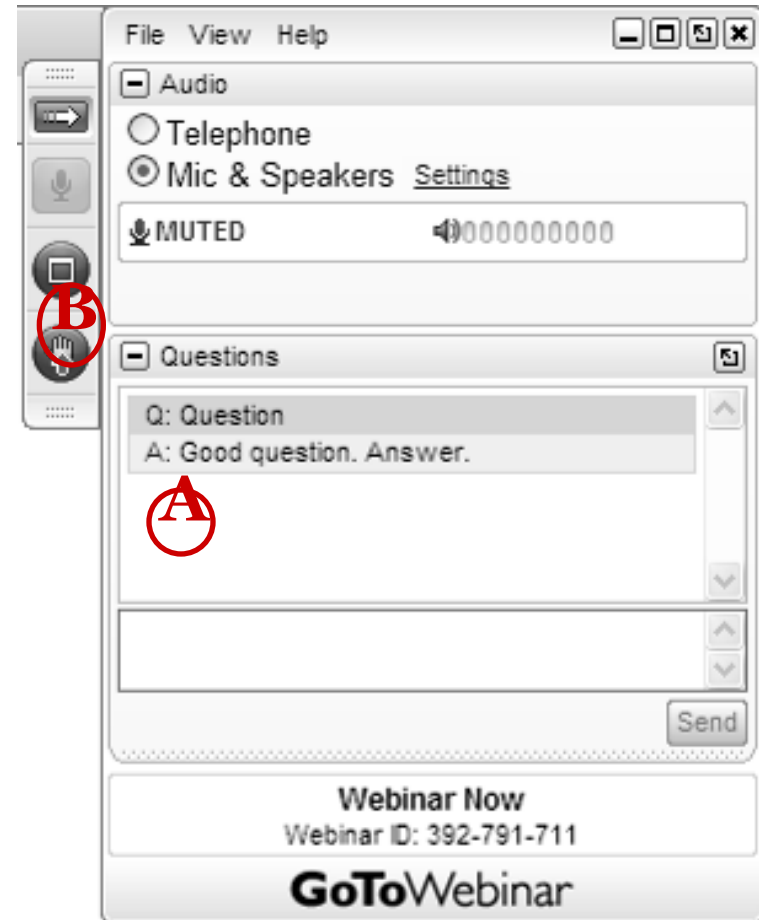 File View Help
Audio
Telephone
Mic & Speakers Settings
MUTED 000000000
B
Questions
Q: Question
A: Good question. Answer.
A
Send
Webinar Now
Webinar ID: 392-791-711
GoToWebinar